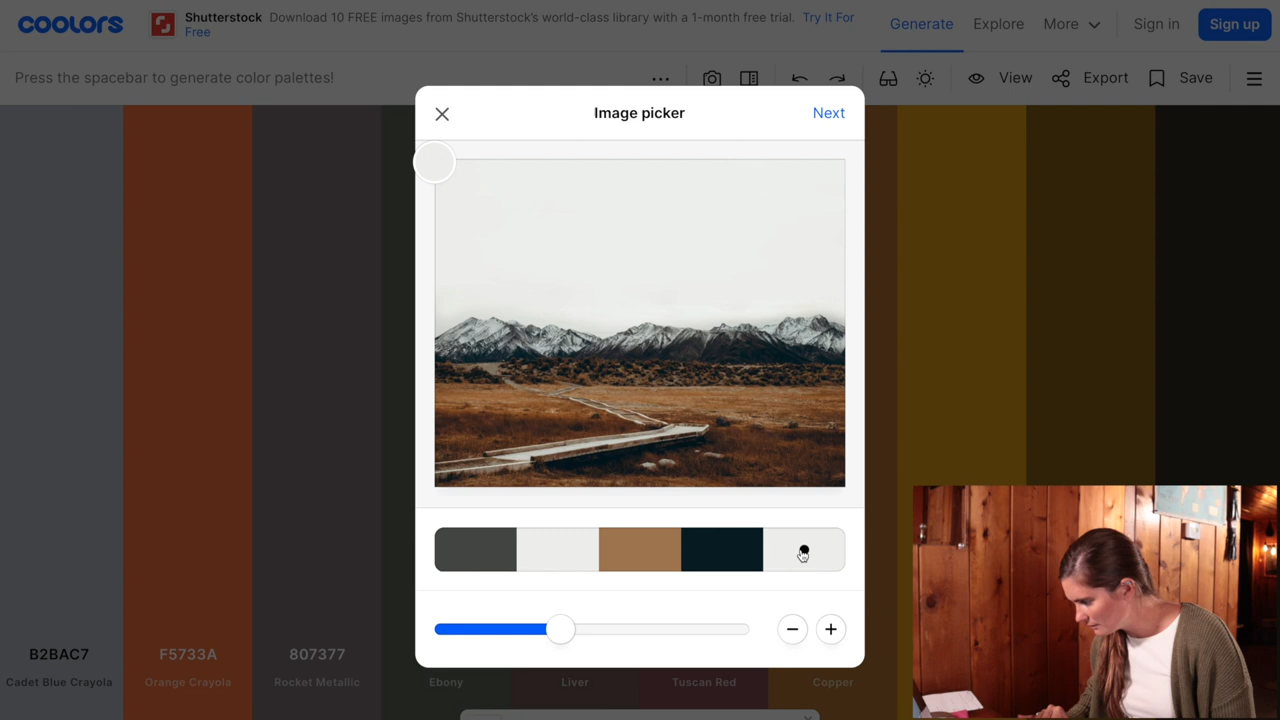 coolors
Shutterstock Download 10 FREE images from Shutterstock's world-class library with a 1-month free trial. Try It For
Free
Generate
Explore
More
Sign in
Sign up
Press the spacebar to generate color palettes!
View
Export
Save
Image picker
Next
B2BAC7
F5733A
807377
Cadet Blue Crayola
Orange Crayola
Rocket Metallic
Ebony
Liver
Tuscan Red
Copper